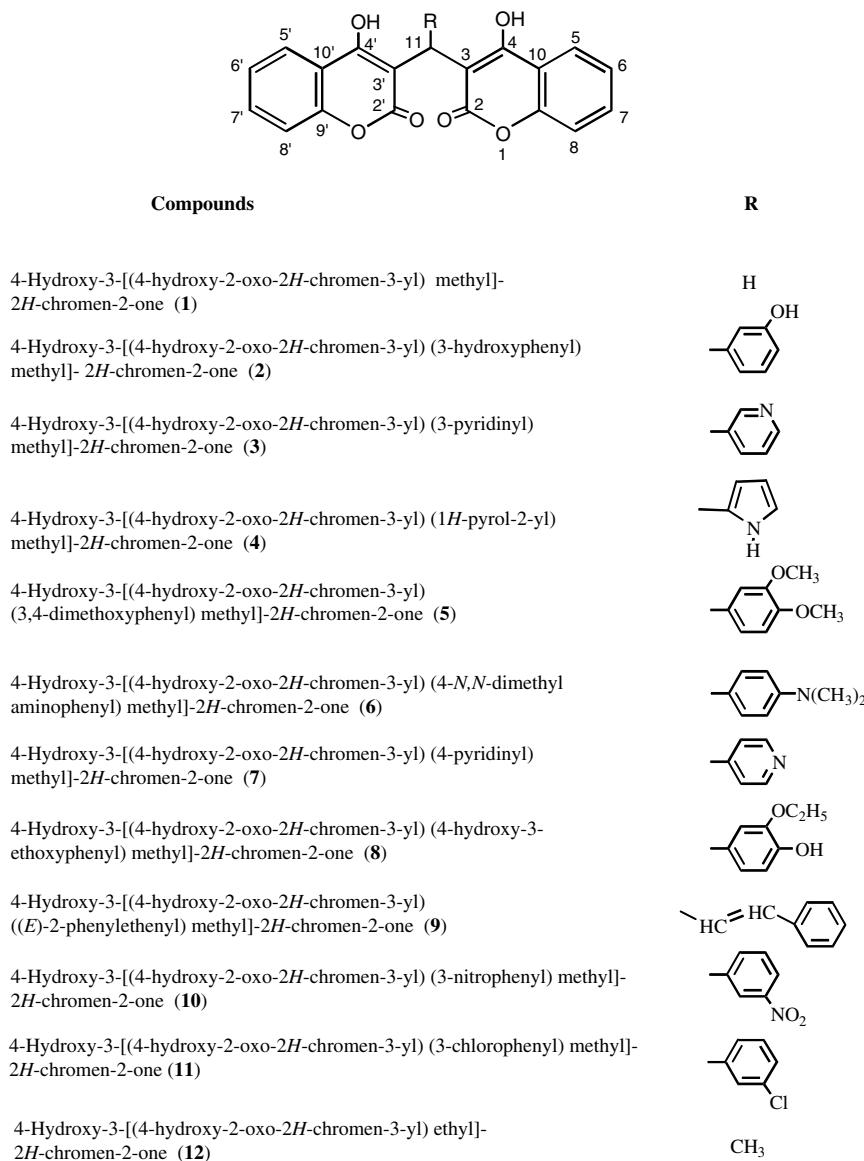 OH R OH
5' 4' 11 4 5
10' 3 10
6' 3' 6
7' 2' 2 7
9' O O O O
8' 1 8
Compounds R
4-Hydroxy-3-[(4-hydroxy-2-oxo-2H-chromen-3-yl) methyl]-
2H-chromen-2-one (1)
H
4-Hydroxy-3-[(4-hydroxy-2-oxo-2H-chromen-3-yl) (3-hydroxyphenyl)
methyl]- 2H-chromen-2-one (2)
OH
4-Hydroxy-3-[(4-hydroxy-2-oxo-2H-chromen-3-yl) (3-pyridinyl)
methyl]-2H-chromen-2-one (3)
N
4-Hydroxy-3-[(4-hydroxy-2-oxo-2H-chromen-3-yl) (1H-pyrol-2-yl)
methyl]-2H-chromen-2-one (4)
N
H
4-Hydroxy-3-[(4-hydroxy-2-oxo-2H-chromen-3-yl)
(3,4-dimethoxyphenyl) methyl]-2H-chromen-2-one (5)
OCH3
OCH3
4-Hydroxy-3-[(4-hydroxy-2-oxo-2H-chromen-3-yl) (4-N,N-dimethyl
aminophenyl) methyl]-2H-chromen-2-one (6)
N(CH3)2
4-Hydroxy-3-[(4-hydroxy-2-oxo-2H-chromen-3-yl) (4-pyridinyl)
methyl]-2H-chromen-2-one (7)
N
4-Hydroxy-3-[(4-hydroxy-2-oxo-2H-chromen-3-yl) (4-hydroxy-3-
ethoxyphenyl) methyl]-2H-chromen-2-one (8)
OC2H5
OH
4-Hydroxy-3-[(4-hydroxy-2-oxo-2H-chromen-3-yl)
((E)-2-phenylethenyl) methyl]-2H-chromen-2-one (9)
HC HC
4-Hydroxy-3-[(4-hydroxy-2-oxo-2H-chromen-3-yl) (3-nitrophenyl) methyl]-
2H-chromen-2-one (10)
NO2
4-Hydroxy-3-[(4-hydroxy-2-oxo-2H-chromen-3-yl) (3-chlorophenyl) methyl]-
2H-chromen-2-one (11)
Cl
4-Hydroxy-3-[(4-hydroxy-2-oxo-2H-chromen-3-yl) ethyl]-
2H-chromen-2-one (12)
CH3